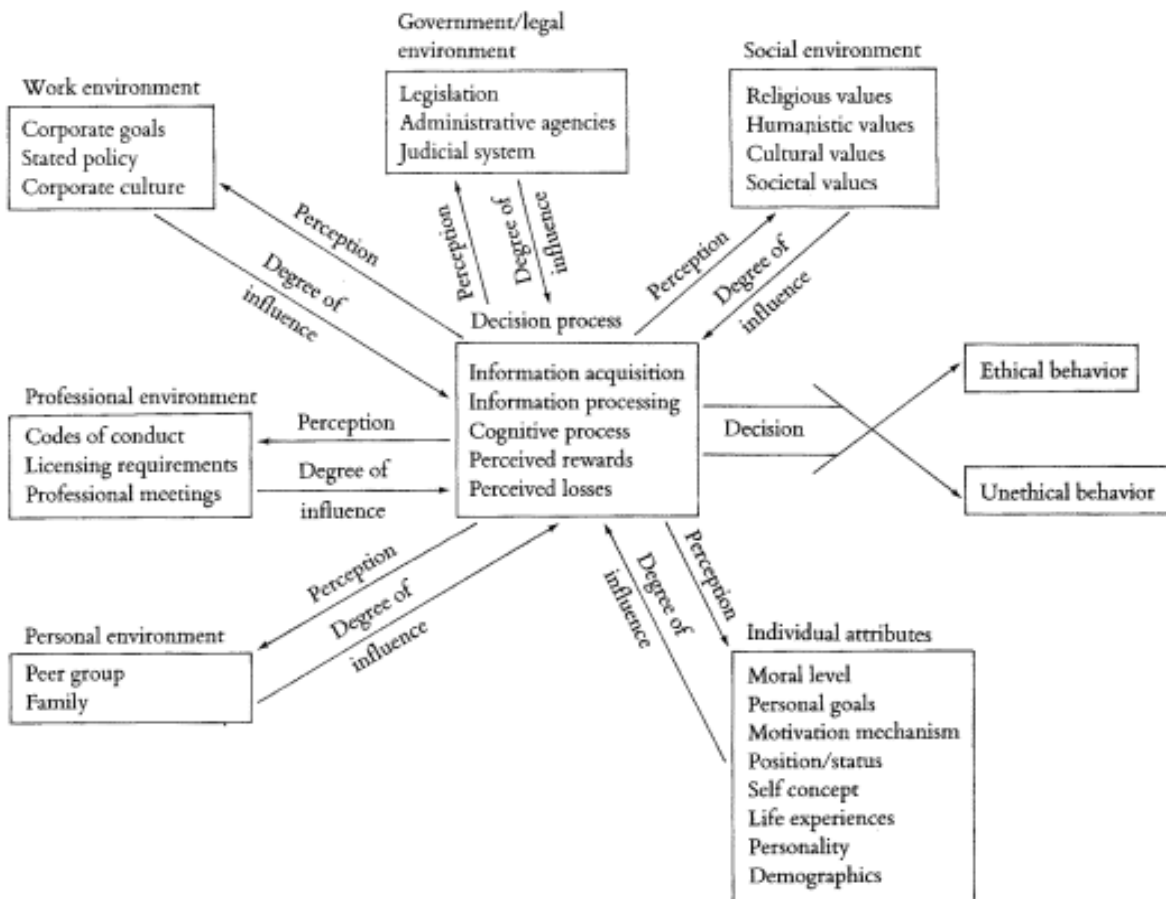 Government/legal
environment
Legislation
Administrative agencies
Judicial system
Social environment
Religious values
Humanistic values
Cultural values
Societal values
Work environment
Corporate goals
Stated policy
Corporate culture
Perception
Degree of
influence
Perception
Degree of
influence
Perception
Degree of
influence
Decision process
Information acquisition
Information processing
Cognitive process
Perceived rewards
Perceived losses
Professional environment
Codes of conduct
Licensing requirements
Professional meetings
Perception
Degree of
influence
Decision
Ethical behavior
Unethical behavior
Perception
Degree of
influence
Personal environment
Peer group
Family
Perception
Degree of
influence
Individual attributes
Moral level
Personal goals
Motivation mechanism
Position/status
Self concept
Life experiences
Personality
Demographics